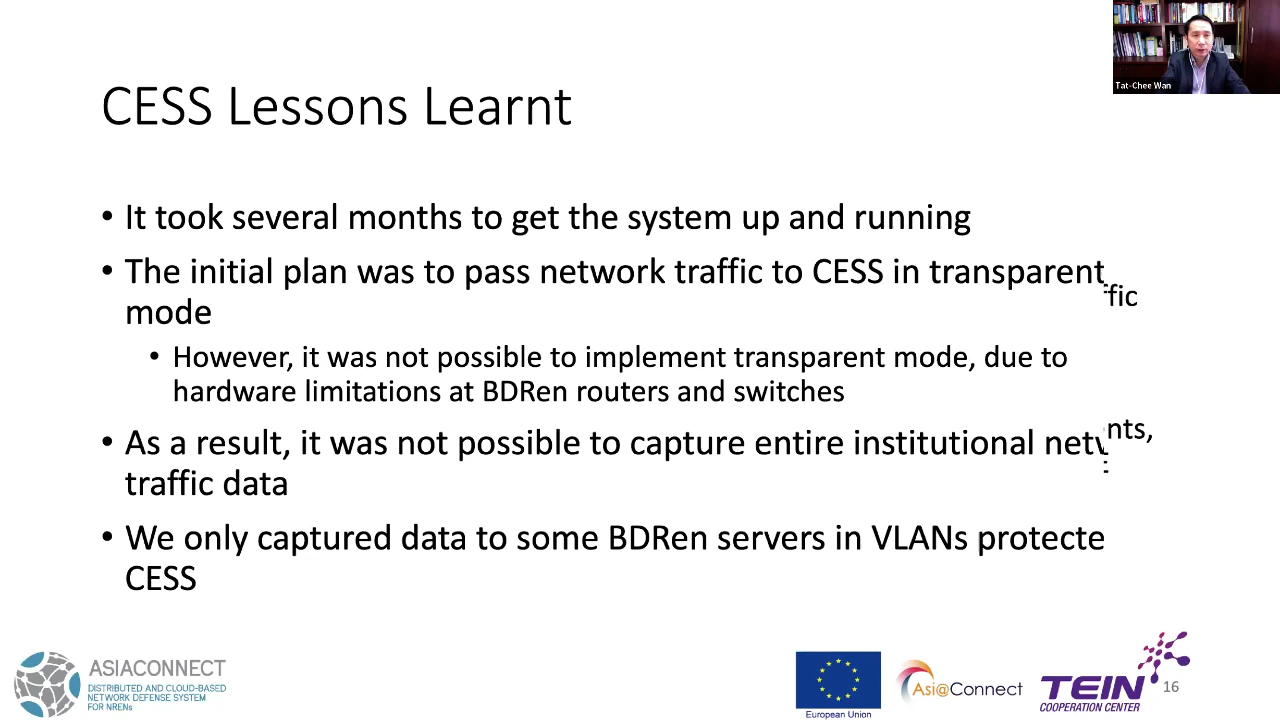 Tat-Chee Wan
CESS Lessons Learnt
• It took several months to get the system up and running
• The initial plan was to pass network traffic to CESS in transparent
ffic
mode
• However, it was not possible to implement transparent mode, due to
hardware limitations at BDRen routers and switches
• As a result, it was not possible to capture entire institutional netw
nts,
traffic data
• We only captured data to some BDRen servers in VLANs protecte
CESS
ASIACONNECT
DISTRIBUTED AND CLOUD-BASED
NETWORK DEFENSE SYSTEM
FOR NRENs
European Union
Asi@Connect
TEIN
COOPERATION CENTER
16